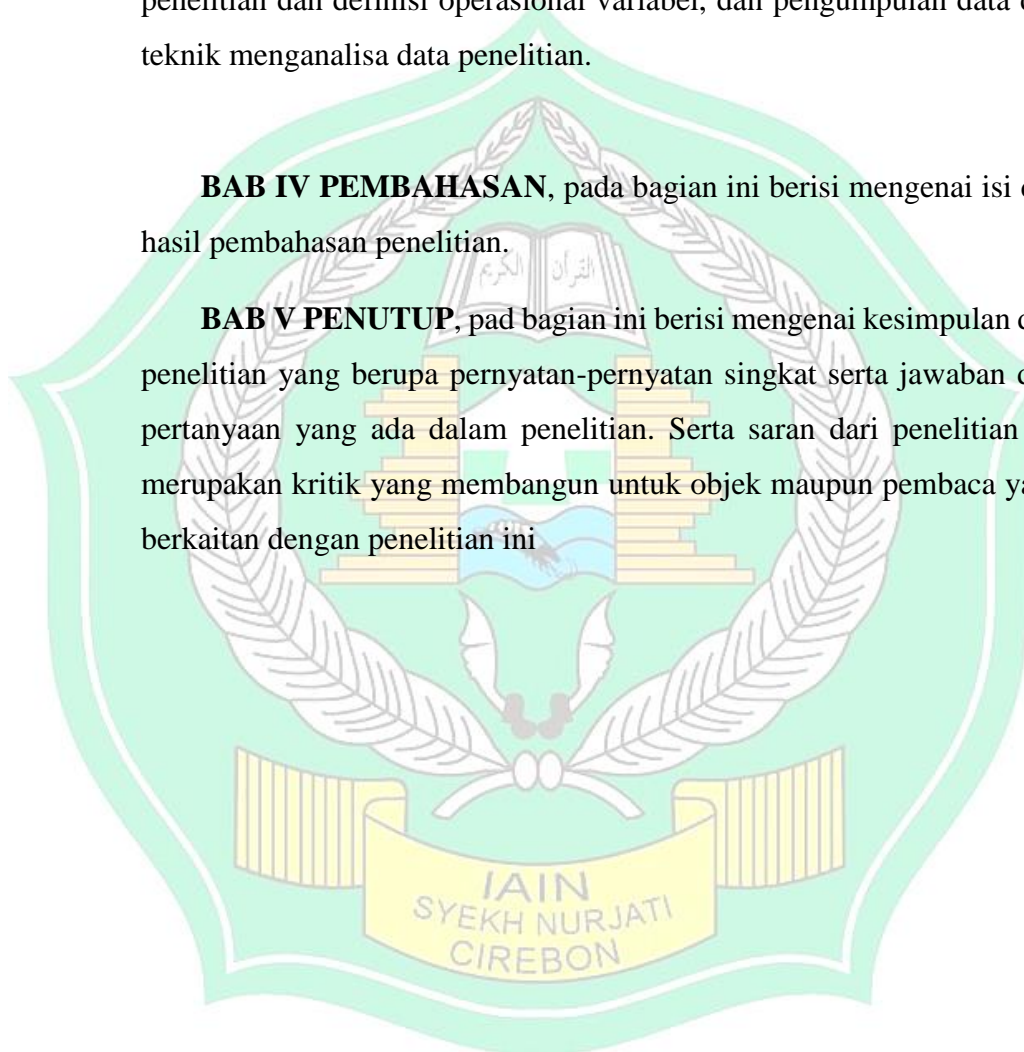 penelitian dan definisi operasional variabel, dan pengumpulan data
teknik menganalisa data penelitian.
BAB IV PEMBAHASAN, pada bagian ini berisi mengenai isi
hasil pembahasan penelitian.
القرآن الكريم
BAB V PENUTUP, pad bagian ini berisi mengenai kesimpulan
penelitian yang berupa pernyatan-pernyatan singkat serta jawaban
pertanyaan yang ada dalam penelitian. Serta saran dari penelitian
merupakan kritik yang membangun untuk objek maupun pembaca
berkaitan dengan penelitian ini
IAIN
SYEKH NURJATI
CIREBON